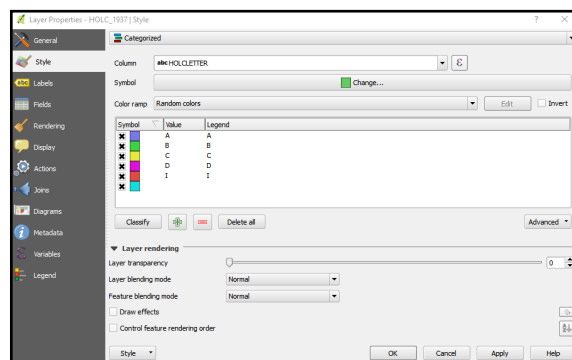 Layer Properties - HOLC_1937 | Style
General
Style
Labels
Fields
Rendering
Display
Actions
Joins
Diagrams
Metadata
Variables
Legend
Categorized
Column abc HOLCLETTER ε
Symbol Change...
Color ramp Random colors Edit Invert
Symbol Value Legend
A A
B B
C C
D D
I I
Classify Delete all Advanced
Layer rendering
Layer transparency 0
Layer blending mode Normal
Feature blending mode Normal
Draw effects
Control feature rendering order
Style OK Cancel Apply Help